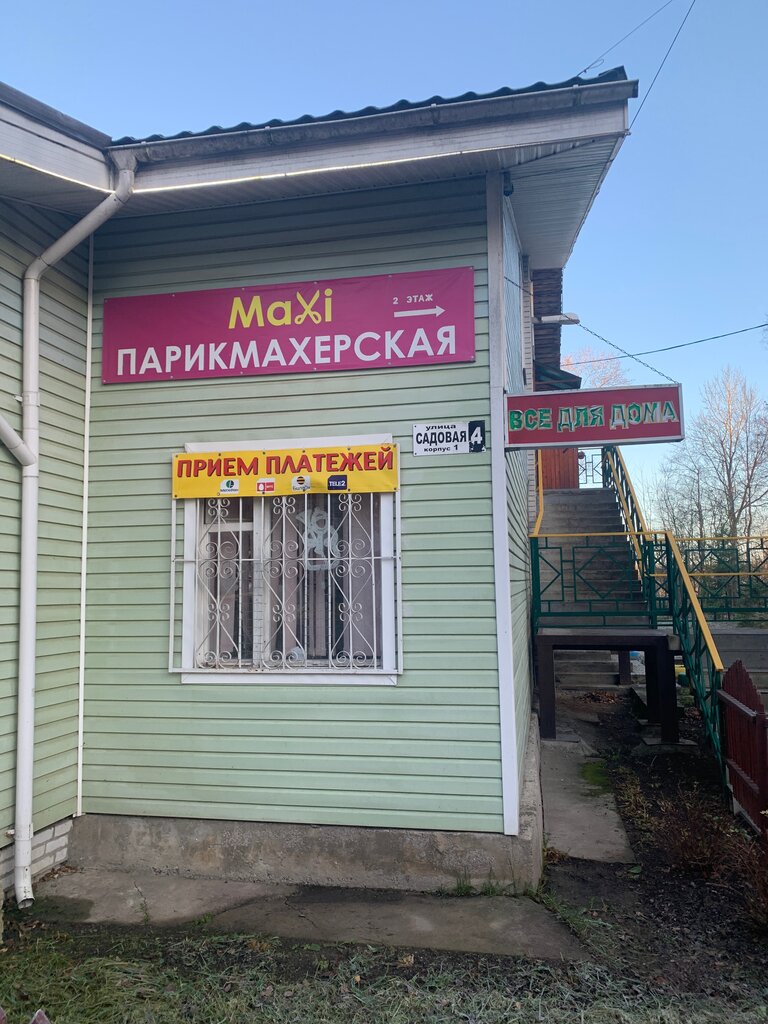 Maxi
2 ЭТАЖ
ПАРИКМАХЕРСКАЯ
улица
САДОВАЯ 4
корпус 1
ВСЕ ДЛЯ ДОМА
ПРИЕМ ПЛАТЕЖЕЙ
TELE2